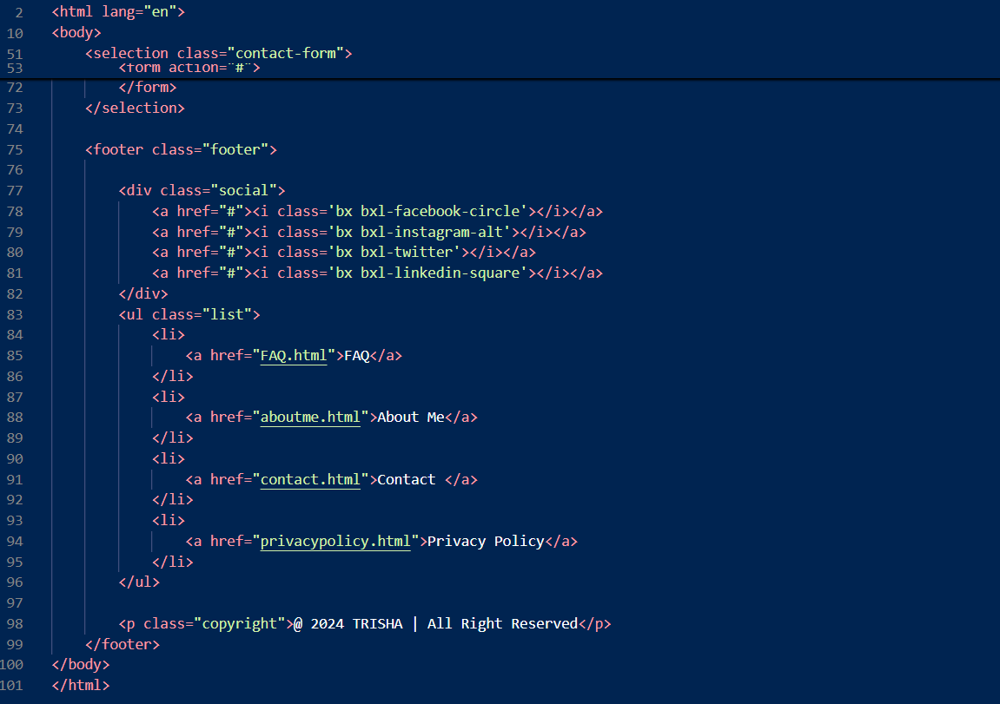 2 <html lang="en">
10 <body>
51 <selection class="contact-form">
53 <form action="#">
72 </form>
73 </selection>
74
75 <footer class="footer">
76
77 <div class="social">
78 <a href="#"><i class='bx bxl-facebook-circle'></i></a>
79 <a href="#"><i class='bx bxl-instagram-alt'></i></a>
80 <a href="#"><i class='bx bxl-twitter'></i></a>
81 <a href="#"><i class='bx bxl-linkedin-square'></i></a>
82 </div>
83 <ul class="list">
84 <li>
85 <a href="FAQ.html">FAQ</a>
86 </li>
87 <li>
88 <a href="aboutme.html">About Me</a>
89 </li>
90 <li>
91 <a href="contact.html">Contact </a>
92 </li>
93 <li>
94 <a href="privacypolicy.html">Privacy Policy</a>
95 </li>
96 </ul>
97
98 <p class="copyright">@ 2024 TRISHA | All Right Reserved</p>
99 </footer>
100 </body>
101 </html>